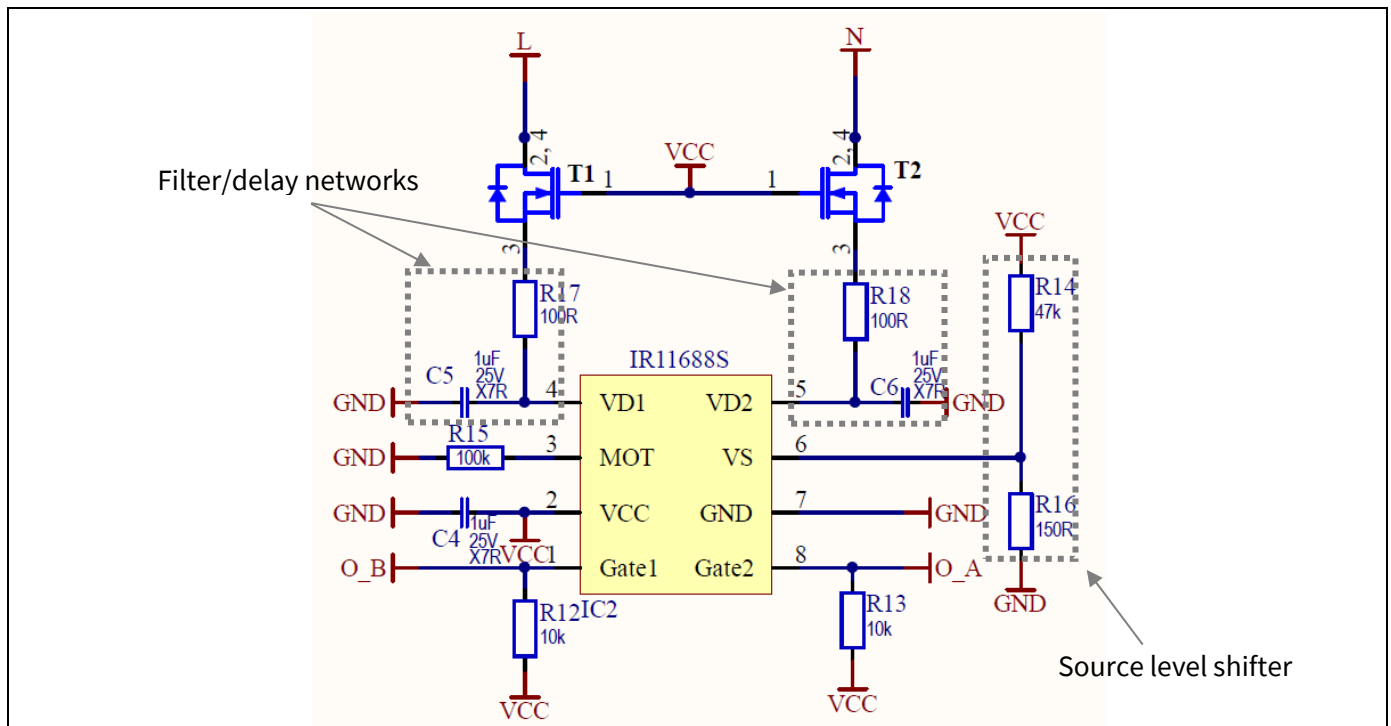 L
N
2, 4
2, 4
T1
VCC
T2
1
1
Filter/delay networks
3
3
VCC
R17
100R
R18
100R
R14
47k
IR11688S
C5
1uF
25V
X7R
4
VD1
VD2
5
C6
1uF
25V
X7R
GND
GND
R15
100k
GND
3
MOT
VS
6
GND
C4
1uF
25V
X7R
2
VCC
VCC
GND
7
GND
R16
150R
O_B
1
Gate1
Gate2
8
O_A
GND
R12
10k
IC2
R13
10k
VCC
VCC
Source level shifter